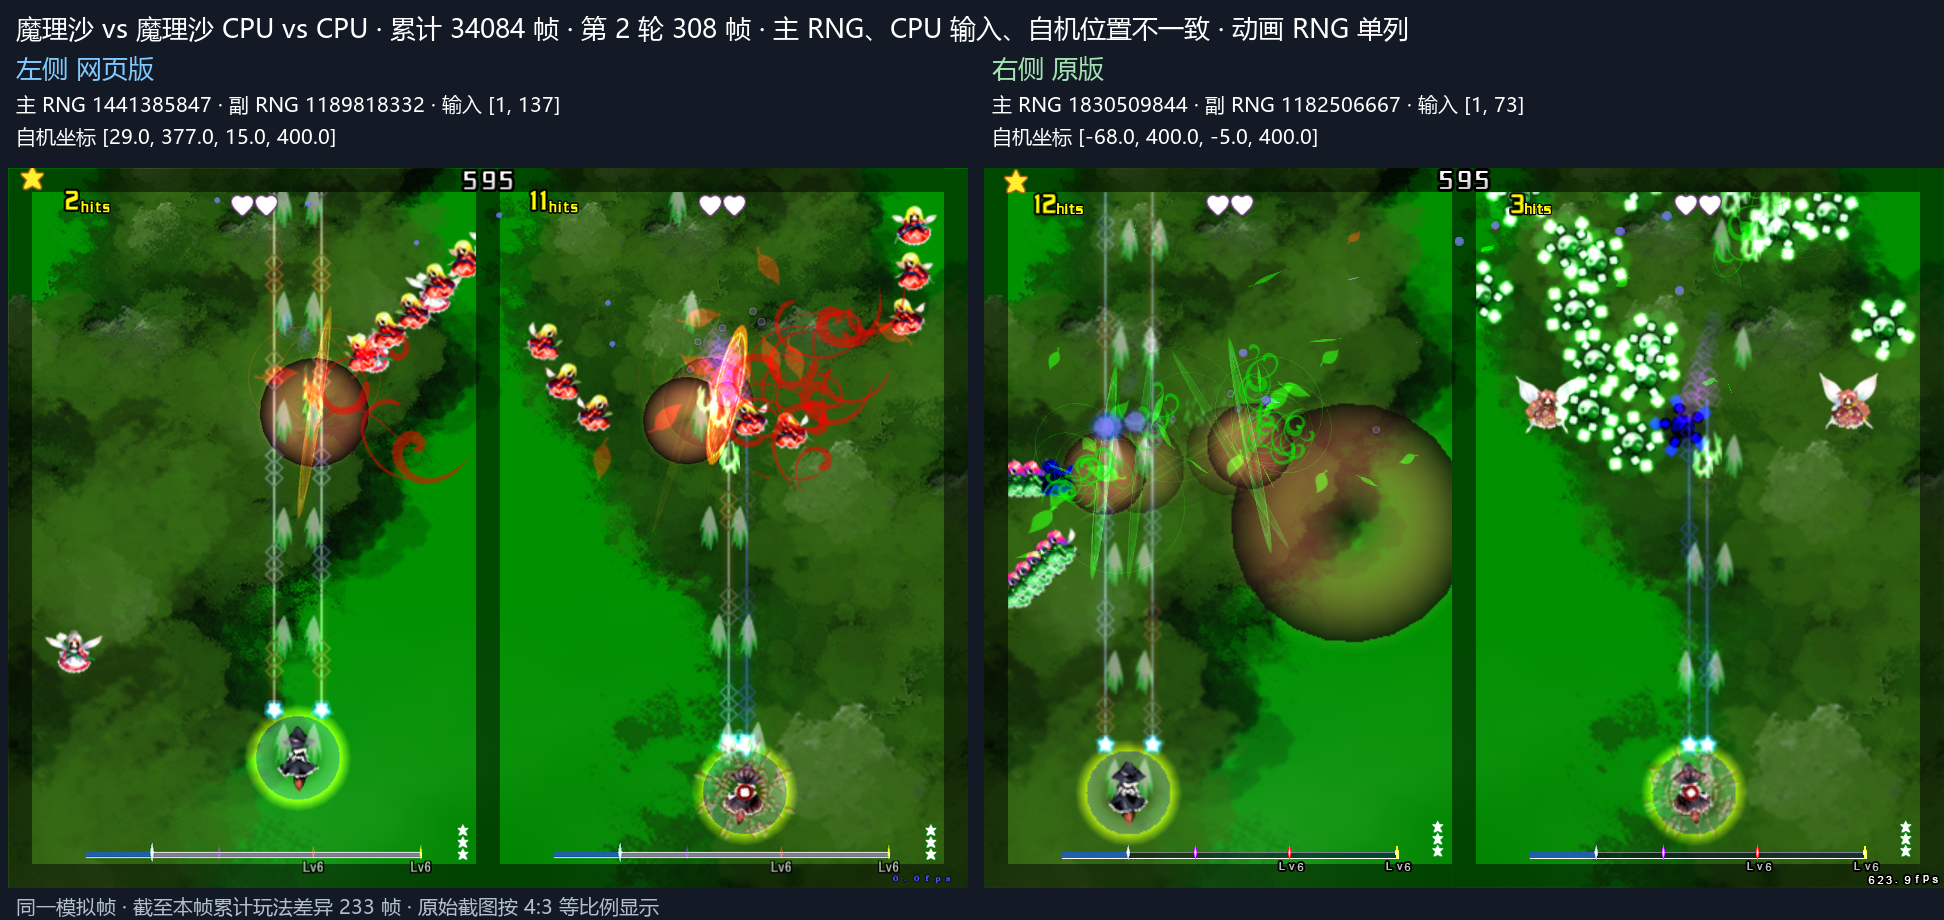 魔理沙 vs 魔理沙 CPU vs CPU · 累计 34084 帧 · 第 2 轮 308 帧 · 主 RNG、CPU 输入、自机位置不一致 · 动画 RNG 单列
左侧 网页版
主 RNG 1441385847 · 副 RNG 1189818332 · 输入 [1, 137]
自机坐标 [29.0, 377.0, 15.0, 400.0]
右侧 原版
主 RNG 1830509844 · 副 RNG 1182506667 · 输入 [1, 73]
自机坐标 [-68.0, 400.0, -5.0, 400.0]
595
2hits
11hits
Lv6
Lv6
Lv6
Lv6
0.0fps
595
12hits
3hits
Lv6
Lv6
Lv6
Lv6
623.9fps
同一模拟帧 · 截至本帧累计玩法差异 233 帧 · 原始截图按 4:3 等比例显示